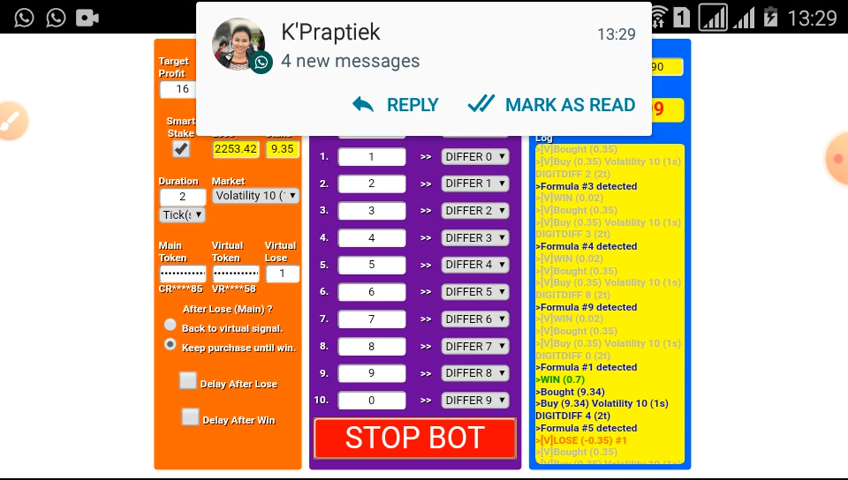 13:29
K'Praptiek
13:29
4 new messages
REPLY
MARK AS READ
Target
Profit
16
Smart
Stake
2253.42
9.35
Duration
Market
2
Volatility 10 (
Tick(s
Main
Token
Virtual
Token
Virtual
Lose
1
CR****85
VR****58
After Lose (Main) ?
Back to virtual signal.
Keep purchase until win.
Delay After Lose
Delay After Win
1. 1 >> DIFFER 0
2. 2 >> DIFFER 1
3. 3 >> DIFFER 2
4. 4 >> DIFFER 3
5. 5 >> DIFFER 4
6. 6 >> DIFFER 5
7. 7 >> DIFFER 6
8. 8 >> DIFFER 7
9. 9 >> DIFFER 8
10. 0 >> DIFFER 9
STOP BOT
90
9
Log
>[V]Bought (0.35)
>[V]Buy (0.35) Volatility 10 (1s)
DIGITDIFF 2 (2t)
>Formula #3 detected
>[V]WIN (0.02)
>[V]Bought (0.35)
>[V]Buy (0.35) Volatility 10 (1s)
DIGITDIFF 3 (2t)
>Formula #4 detected
>[V]WIN (0.02)
>[V]Bought (0.35)
>[V]Buy (0.35) Volatility 10 (1s)
DIGITDIFF 8 (2t)
>Formula #9 detected
>[V]WIN (0.02)
>[V]Bought (0.35)
>[V]Buy (0.35) Volatility 10 (1s)
DIGITDIFF 0 (2t)
>Formula #1 detected
>WIN (0.7)
>Bought (9.34)
>Buy (9.34) Volatility 10 (1s)
DIGITDIFF 4 (2t)
>Formula #5 detected
>[V]LOSE (-0.35) #1
>[V]Bought (0.35)
>[V]Buy (0.35) Volatility 10 (1s)